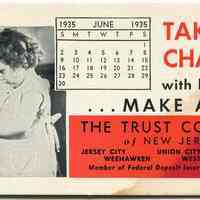 1935 JUNE 1935
S M T W T F S
1
2 3 4 5 6 7 8
9 10 11 12 13 14 15
16 17 18 19 20 21 22
23 24 25 26 27 28 29
30
TAK
CHA
with
...MAKE A
THE TRUST CO
of NEW JER
JERSEY CITY UNION CITY
WEEHAWKEN WEST
Member of Federal Deposit Insur